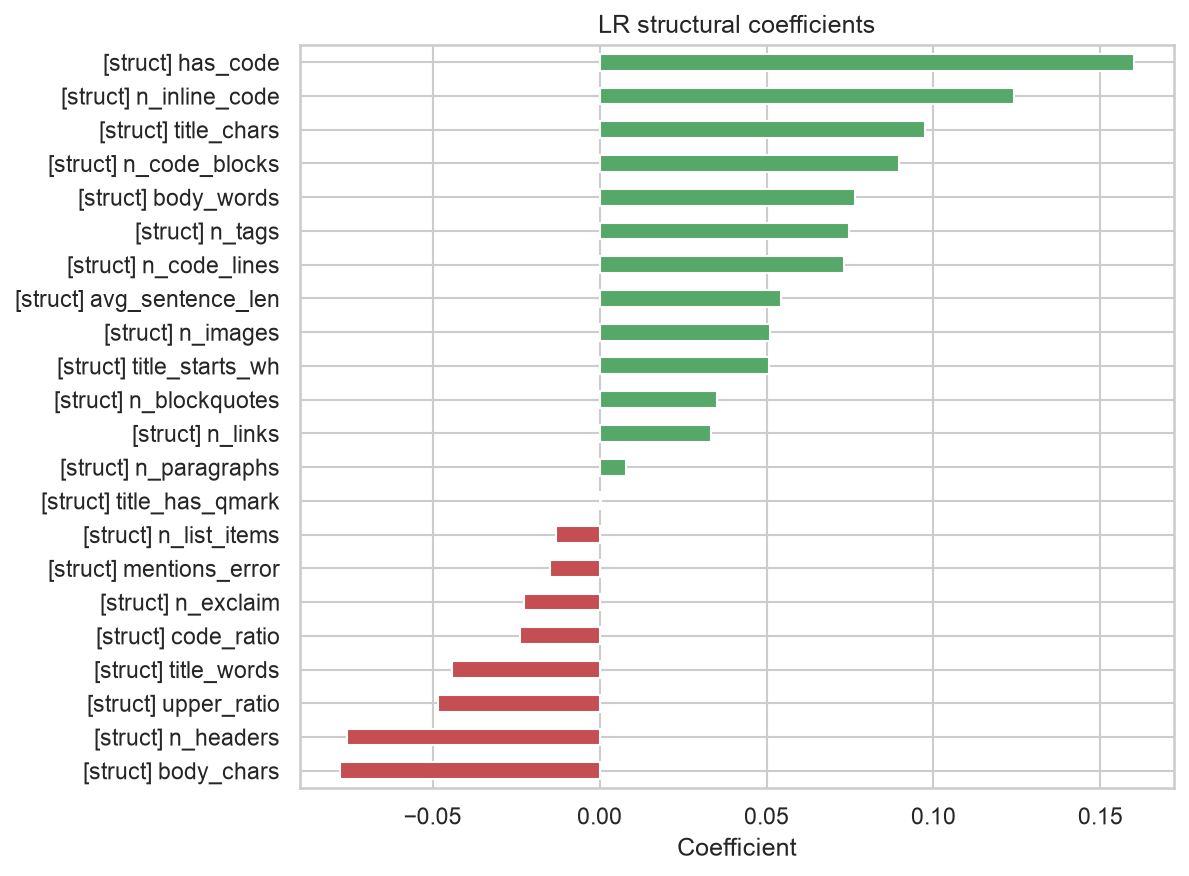 LR structural coefficients
[struct] has_code
[struct] n_inline_code
[struct] title_chars
[struct] n_code_blocks
[struct] body_words
[struct] n_tags
[struct] n_code_lines
[struct] avg_sentence_len
[struct] n_images
[struct] title_starts_wh
[struct] n_blockquotes
[struct] n_links
[struct] n_paragraphs
[struct] title_has_qmark
[struct] n_list_items
[struct] mentions_error
[struct] n_exclaim
[struct] code_ratio
[struct] title_words
[struct] upper_ratio
[struct] n_headers
[struct] body_chars
−0.05 0.00 0.05 0.10 0.15
Coefficient